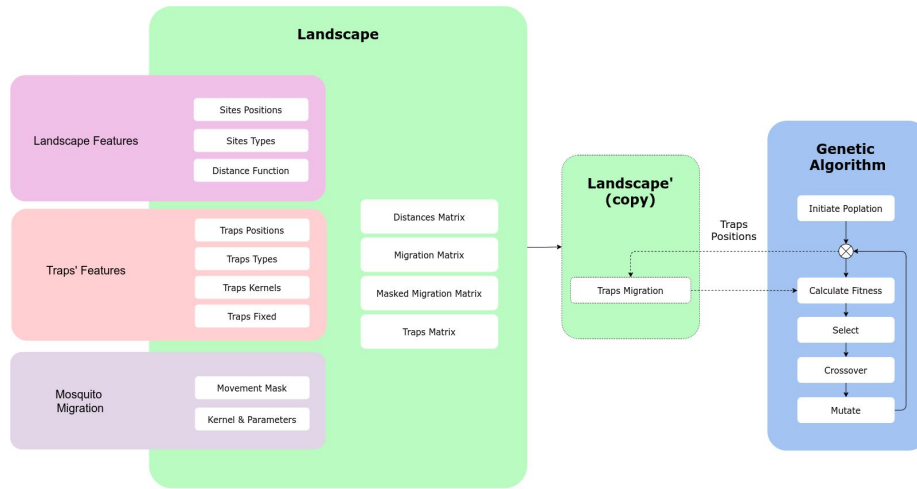 Landscape
Landscape Features
Sites Positions
Sites Types
Distance Function
Traps' Features
Traps Positions
Traps Types
Traps Kernels
Traps Fixed
Mosquito
Migration
Movement Mask
Kernel & Parameters
Distances Matrix
Migration Matrix
Masked Migration Matrix
Traps Matrix
Landscape'
(copy)
Traps Migration
Traps
Positions
Genetic
Algorithm
Initiate Poplation
Calculate Fitness
Select
Crossover
Mutate